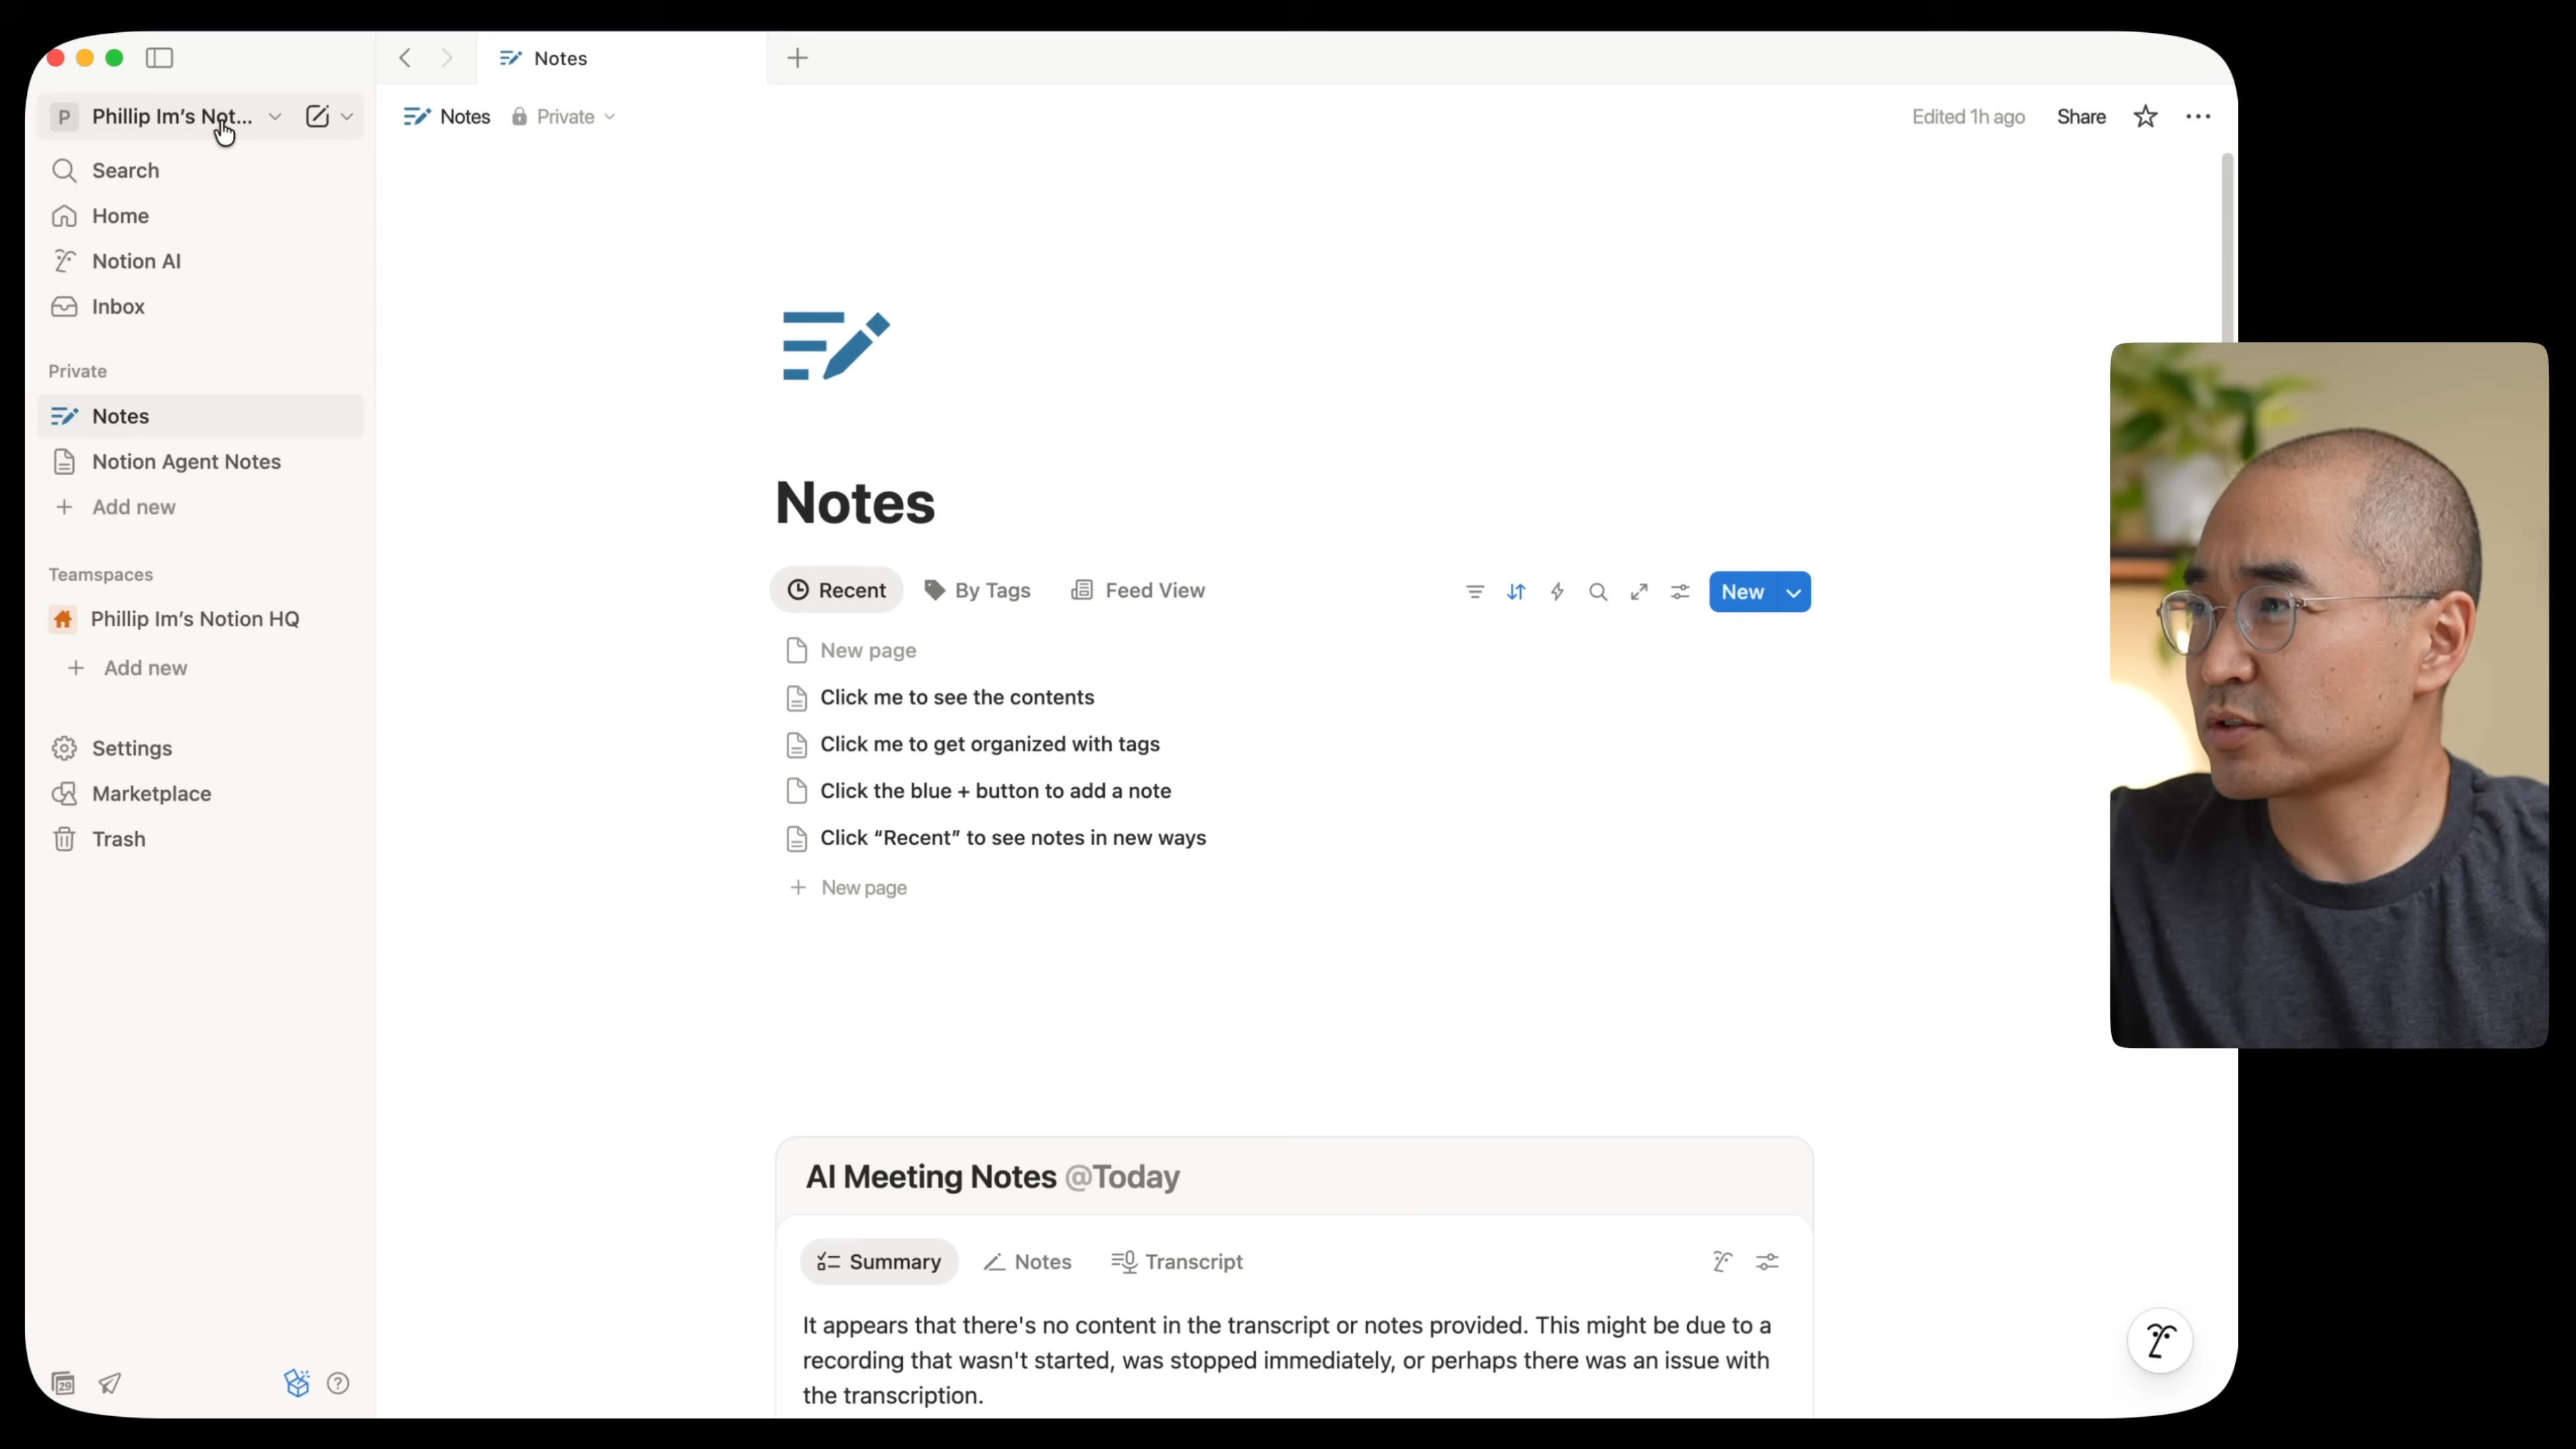 Notes
Phillip Im's Not...
Search
Home
Notion AI
Inbox
Private
Notes
Notion Agent Notes
Add new
Teamspaces
Phillip Im's Notion HQ
Add new
Settings
Marketplace
Trash
29
P
Notes Private
Edited 1h ago Share
Notes
Recent By Tags Feed View New
New page
Click me to see the contents
Click me to get organized with tags
Click the blue + button to add a note
Click “Recent” to see notes in new ways
New page
AI Meeting Notes @Today
Summary Notes Transcript
It appears that there's no content in the transcript or notes provided. This might be due to a
recording that wasn't started, was stopped immediately, or perhaps there was an issue with
the transcription.